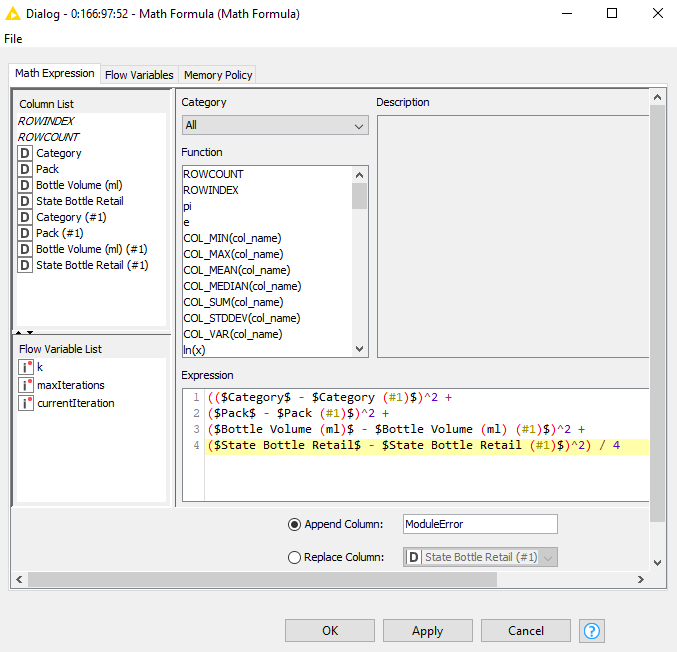 Dialog - 0:166:97:52 - Math Formula (Math Formula)
File
Math Expression Flow Variables Memory Policy
Column List
ROWINDEX
ROWCOUNT
D Category
D Pack
D Bottle Volume (ml)
D State Bottle Retail
D Category (#1)
D Pack (#1)
D Bottle Volume (ml) (#1)
D State Bottle Retail (#1)
Flow Variable List
i k
i maxIterations
i currentIteration
Category
All
Function
ROWCOUNT
ROWINDEX
pi
e
COL_MIN(col_name)
COL_MAX(col_name)
COL_MEAN(col_name)
COL_MEDIAN(col_name)
COL_SUM(col_name)
COL_STDDEV(col_name)
COL_VAR(col_name)
ln(x)
Description
Expression
1 (($Category$ - $Category (#1)$)^2 +
2 ($Pack$ - $Pack (#1)$)^2 +
3 ($Bottle Volume (ml)$ - $Bottle Volume (ml) (#1)$)^2 +
4 ($State Bottle Retail$ - $State Bottle Retail (#1)$)^2) / 4
Append Column: ModuleError
Replace Column: D State Bottle Retail (#1)
OK Apply Cancel ?